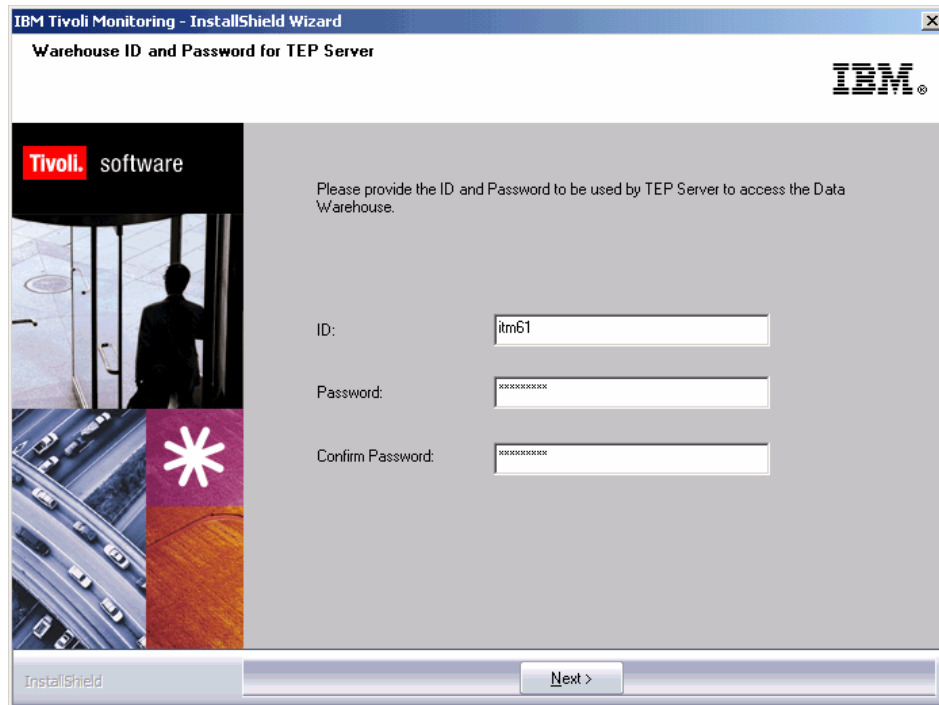 IBM Tivoli Monitoring - InstallShield Wizard
Warehouse ID and Password for TEP Server
IBM®
Tivoli. software
Please provide the ID and Password to be used by TEP Server to access the Data
Warehouse.
ID: itm61
Password: *********
Confirm Password: *********
InstallShield
Next >